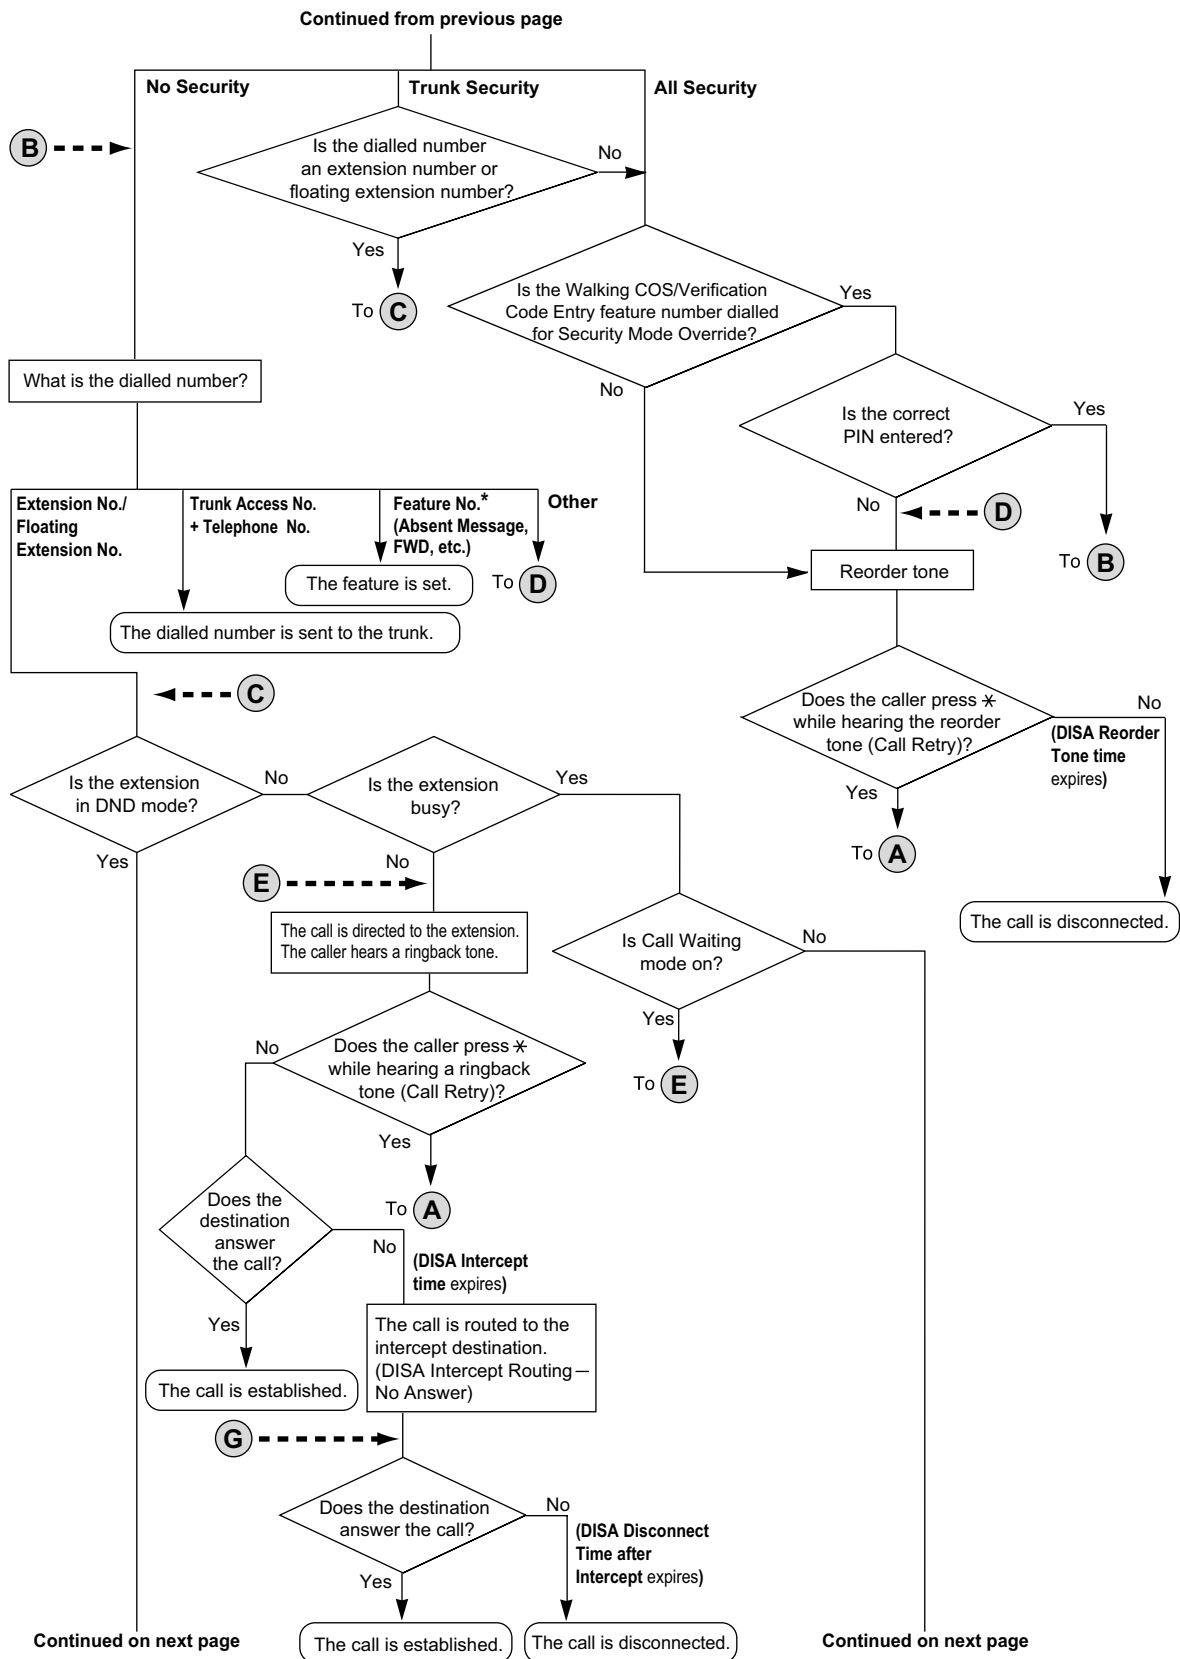 Continued from previous page
No Security
Trunk Security
All Security
B
Is the dialled number
an extension number or
floating extension number?
No
Yes
To C
Is the Walking COS/Verification
Code Entry feature number dialled
for Security Mode Override?
Yes
No
What is the dialled number?
Is the correct
PIN entered?
Yes
No
D
To B
Extension No./
Floating
Extension No.
Trunk Access No.
+ Telephone No.
Feature No.*
(Absent Message,
FWD, etc.)
Other
The feature is set.
To D
Reorder tone
The dialled number is sent to the trunk.
C
Does the caller press *
while hearing the reorder
tone (Call Retry)?
No
(DISA Reorder
Tone time
expires)
Yes
To A
The call is disconnected.
Is the extension
in DND mode?
No
Yes
Is the extension
busy?
Yes
No
E
The call is directed to the extension.
The caller hears a ringback tone.
Is Call Waiting
mode on?
No
Yes
To E
Does the caller press *
while hearing a ringback
tone (Call Retry)?
No
Yes
To A
Does the
destination
answer
the call?
No
(DISA Intercept
time expires)
Yes
The call is established.
The call is routed to the
intercept destination.
(DISA Intercept Routing—
No Answer)
G
Does the destination
answer the call?
No
(DISA Disconnect
Time after
Intercept expires)
Yes
The call is established.
The call is disconnected.
Continued on next page
Continued on next page